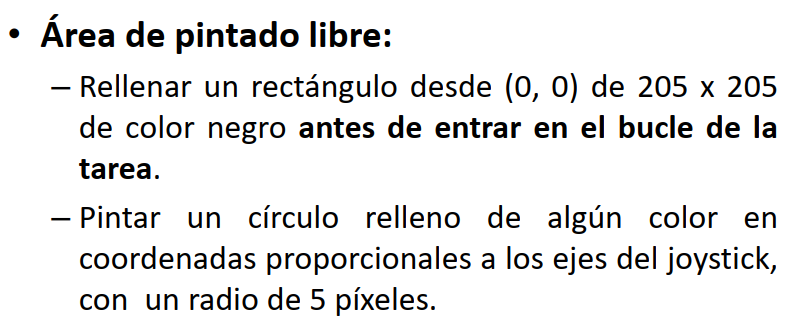 • Área de pintado libre:
– Rellenar un rectángulo desde (0, 0) de 205 x 205
de color negro antes de entrar en el bucle de la
tarea.
– Pintar un círculo relleno de algún color en
coordenadas proporcionales a los ejes del joystick,
con un radio de 5 píxeles.